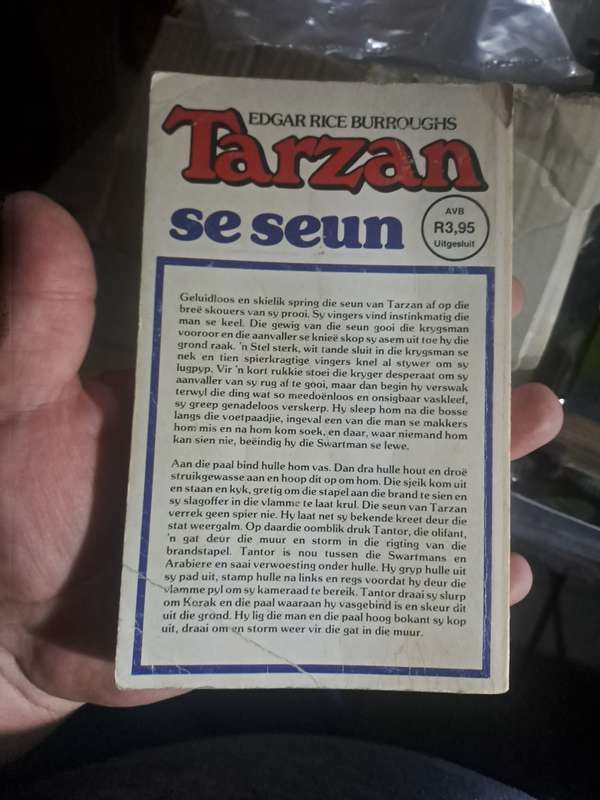 EDGAR RICE BURROUGHS
Tarzan
se seun
AVB
R3,95
Uitgesluit
Geluidloos en skielik spring die seun van Tarzan af op die
breë skouers van sy prooi. Sy vingers vind instinkmatig die
man se keel. Die gewig van die seun gooi die krygsman
vooroor en die aanvaller se knieë skop sy asem uit toe hy die
grond raak. 'n Stel sterk, wit tande sluit in die krygsman se
nek en tien spierkragtige vingers knel al stywer om sy
lugpyp. Vir 'n kort rukkie stoei die kryger desperaat om sy
aanvaller van sy rug af te gooi, maar dan begin hy verswak
terwyl die ding wat so meedoënloos en onsigbaar vaskleef,
sy greep genadeloos verskerp. Hy sleep hom na die bosse
langs die voetpaadjie, ingeval een van die man se makkers
hom mis en na hom kom soek, en daar, waar niemand hom
kan sien nie, beëindig hy die Swartman se lewe.
Aan die paal bind hulle hom vas. Dan dra hulle hout en droë
struikgewasse aan en hoop dit op om hom. Die sjeik kom uit
en staan en kyk, gretig om die stapel aan die brand te sien en
sy slagoffer in die vlamme te laat krul. Die seun van Tarzan
verrek geen spier nie. Hy laat net sy bekende kreet deur die
stat weergalm. Op daardie oomblik druk Tantor, die olifant,
'n gat deur die muur en storm in die rigting van die
brandstapel. Tantor is nou tussen die Swartmans en
Arabiere en saai verwoesting onder hulle. Hy gryp hulle uit
sy pad uit, stamp hulle na links en regs voordat hy deur die
vlamme pyl om sy kameraad te bereik. Tantor draai sy slurp
om Korak en die paal waaraan hy vasgebind is en skeur dit
uit die grond. Hy lig die man en die paal hoog bokant sy kop
uit, draai om en storm weer vir die gat in die muur.